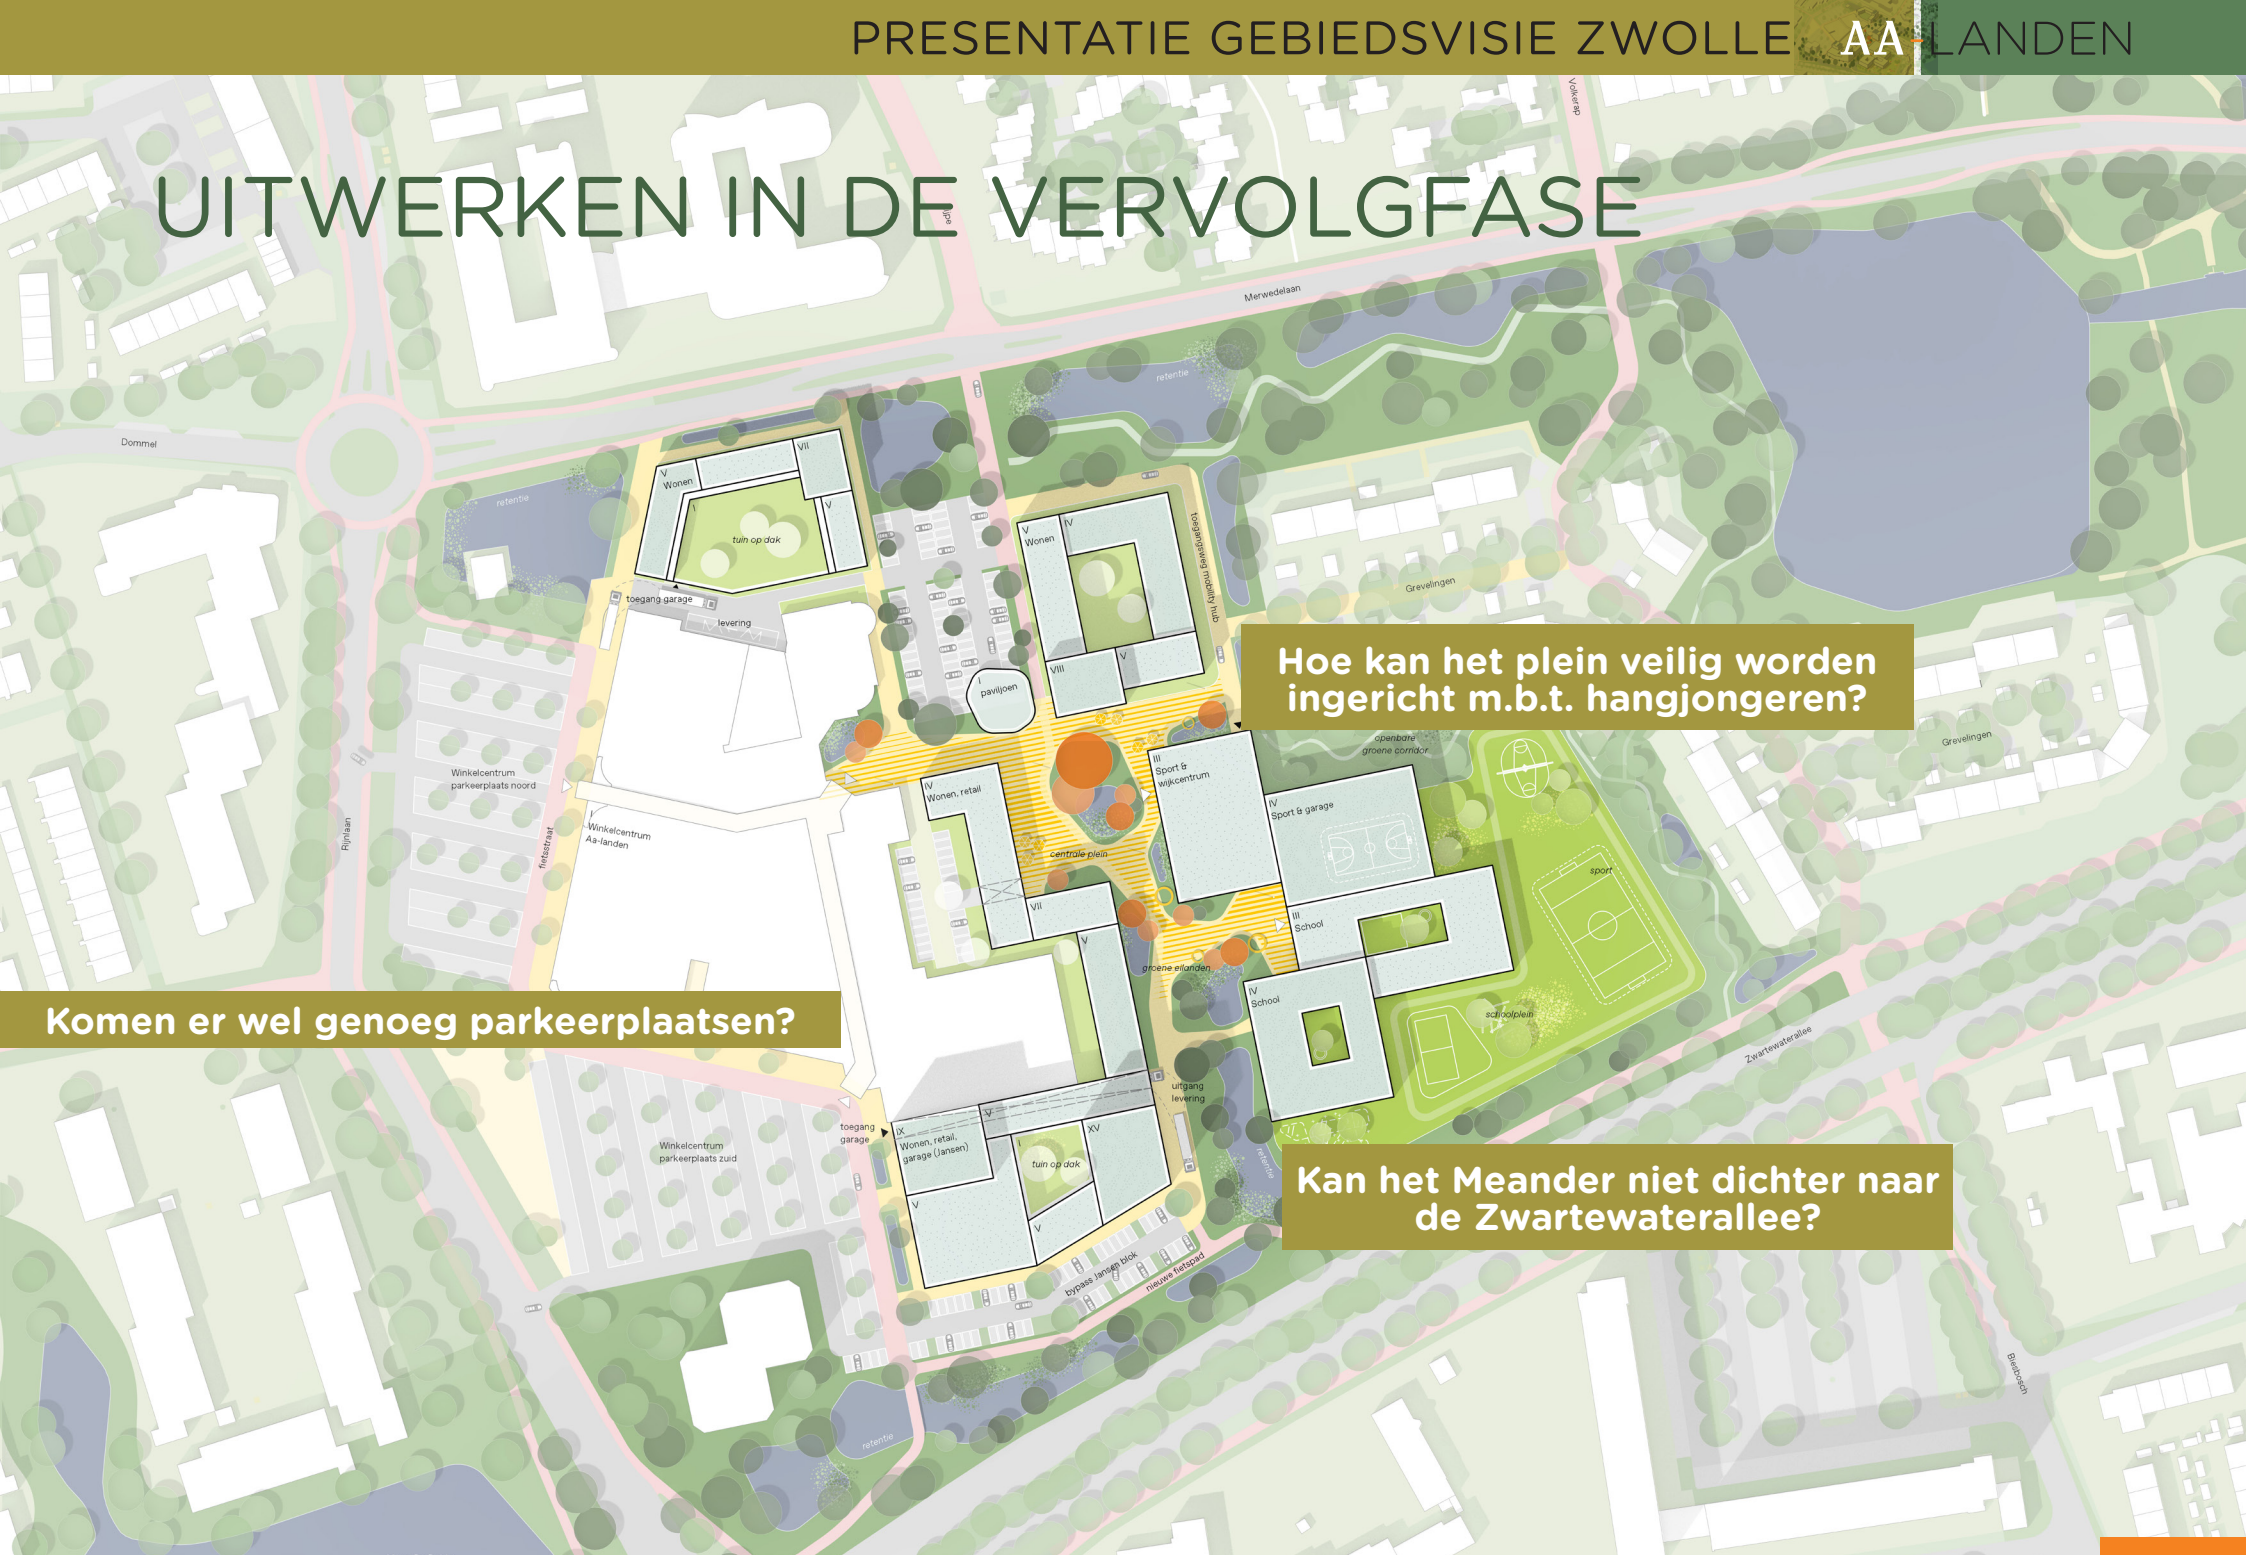 PRESENTATIE GEBIEDSVISIE ZWOLLE AA-LANDEN
UITWERKEN IN DE VERVOLGFASE
Volkerap
Merwedelaan
retentie
Dommel
retentie
VII
V
Wonen
V
I
tuin op dak
toegang garage
levering
V
IV
Wonen
VIII
V
toegangsweg mobility hub
Grevelingen
I
paviljoen
Hoe kan het plein veilig worden
ingericht m.b.t. hangjongeren?
openbare
groene corridor
Grevelingen
III
Sport &
wijkcentrum
IV
Sport & garage
IV
Wonen, retail
Winkelcentrum
parkeerplaats noord
Rijnlaan
fietsstraat
I
Winkelcentrum
Aa-landen
centrale plein
sport
VII
V
III
School
groene eilanden
IV
School
schoolplein
Komen er wel genoeg parkeerplaatsen?
Zwartewaterallee
uitgang
levering
toegang
garage
V
IX
Wonen, retail,
garage (Jansen)
XV
I
tuin op dak
V
V
Winkelcentrum
parkeerplaats zuid
retentie
Kan het Meander niet dichter naar
de Zwartewaterallee?
bypass Jansen blok
nieuwe fietspad
Biesbosch
retentie